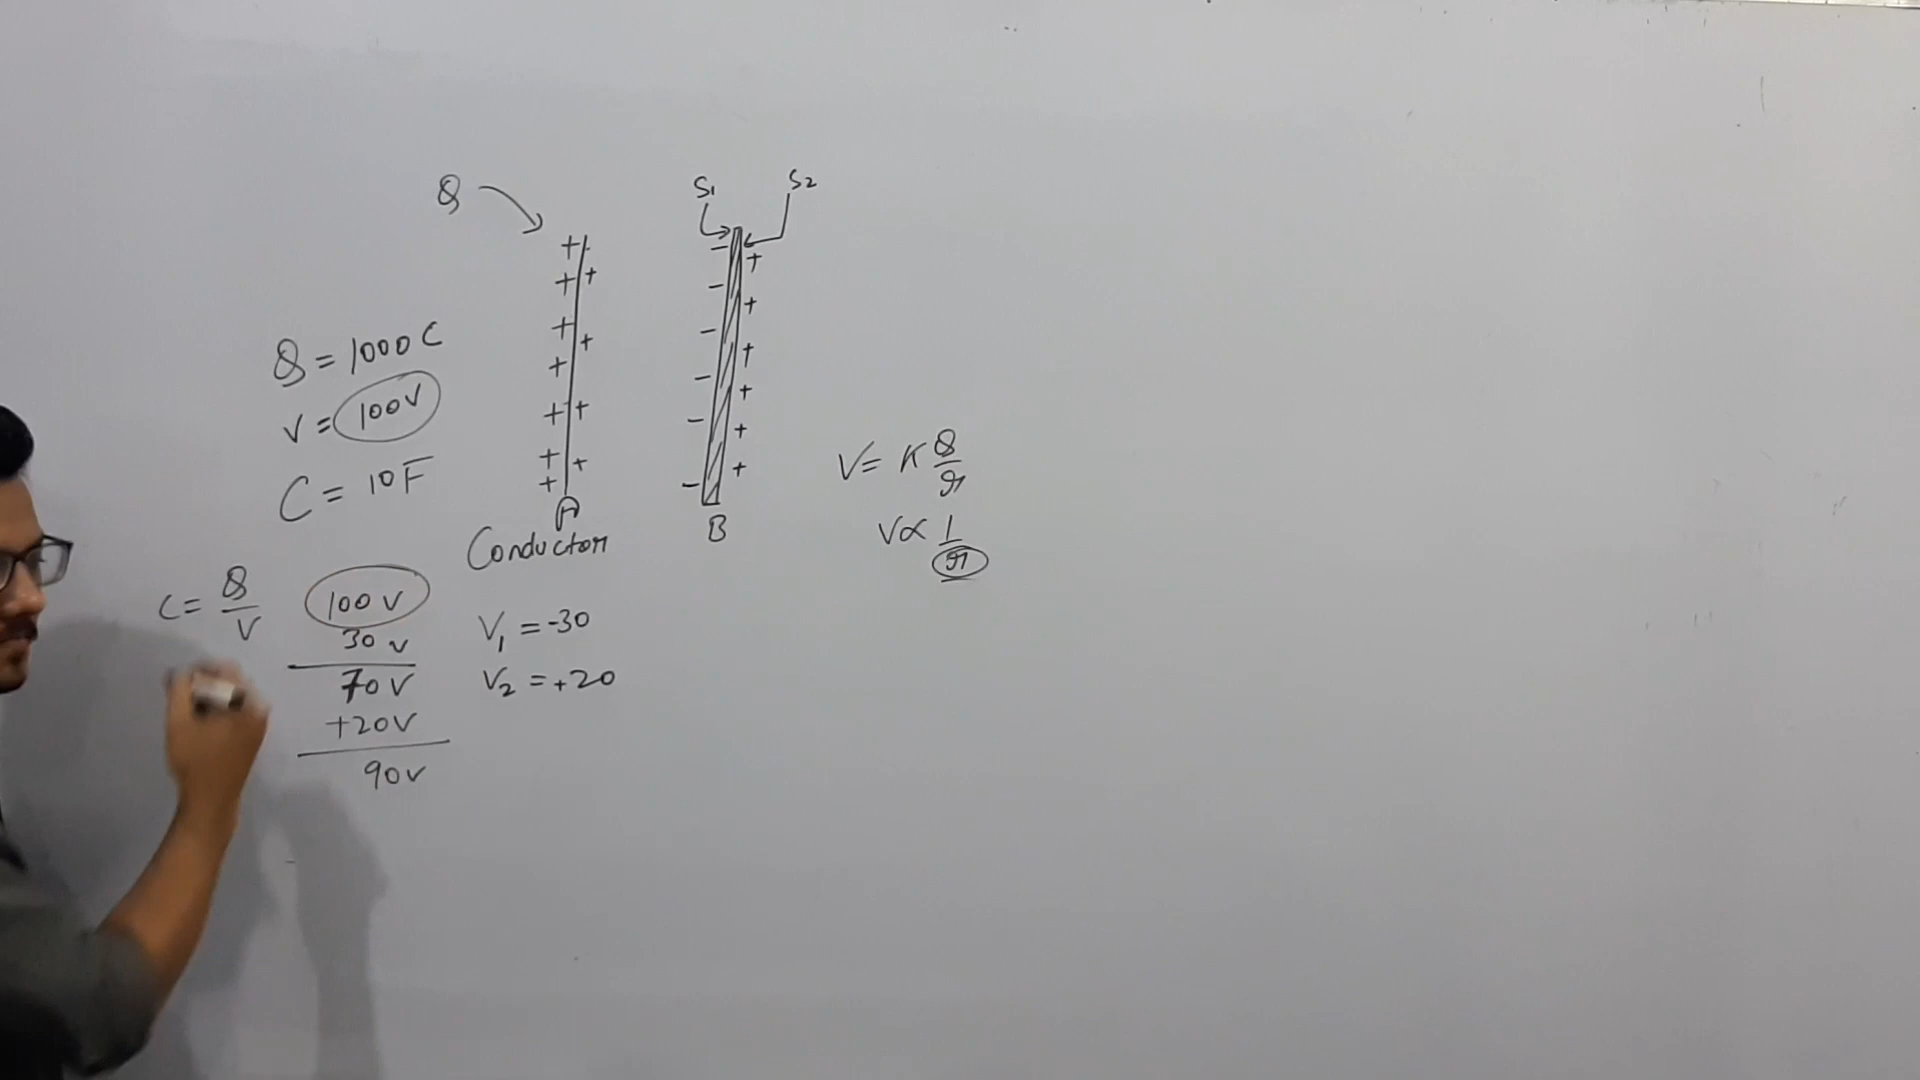 Q
S1 S2
Q = 1000 C
V = 100V
C = 10F
A
Conductor
B
V = K Q/r
V ∝ 1/r
C = Q/V
100 V
30 V
70 V
+20V
90V
V1 = -30
V2 = +20